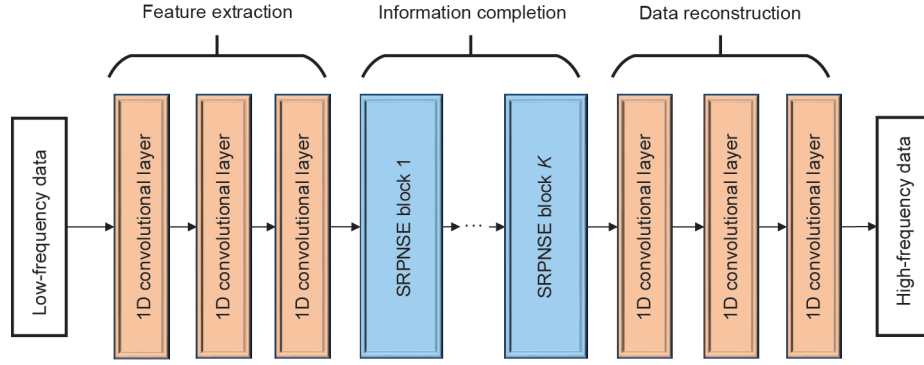 Feature extraction
Information completion
Data reconstruction
Low-frequency data
1D convolutional layer
1D convolutional layer
1D convolutional layer
SRPNSE block 1
...
SRPNSE block K
1D convolutional layer
1D convolutional layer
1D convolutional layer
High-frequency data